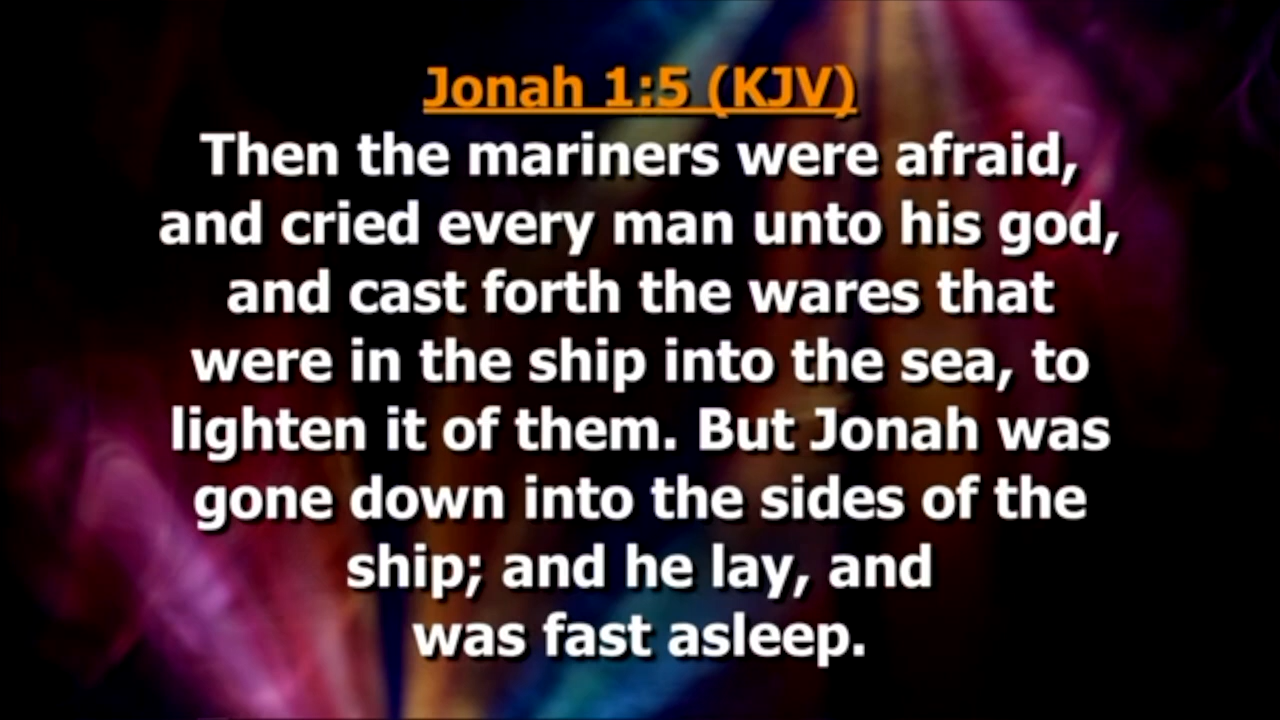 Jonah 1:5 (KJV)
Then the mariners were afraid,
and cried every man unto his god,
and cast forth the wares that
were in the ship into the sea, to
lighten it of them. But Jonah was
gone down into the sides of the
ship; and he lay, and
was fast asleep.